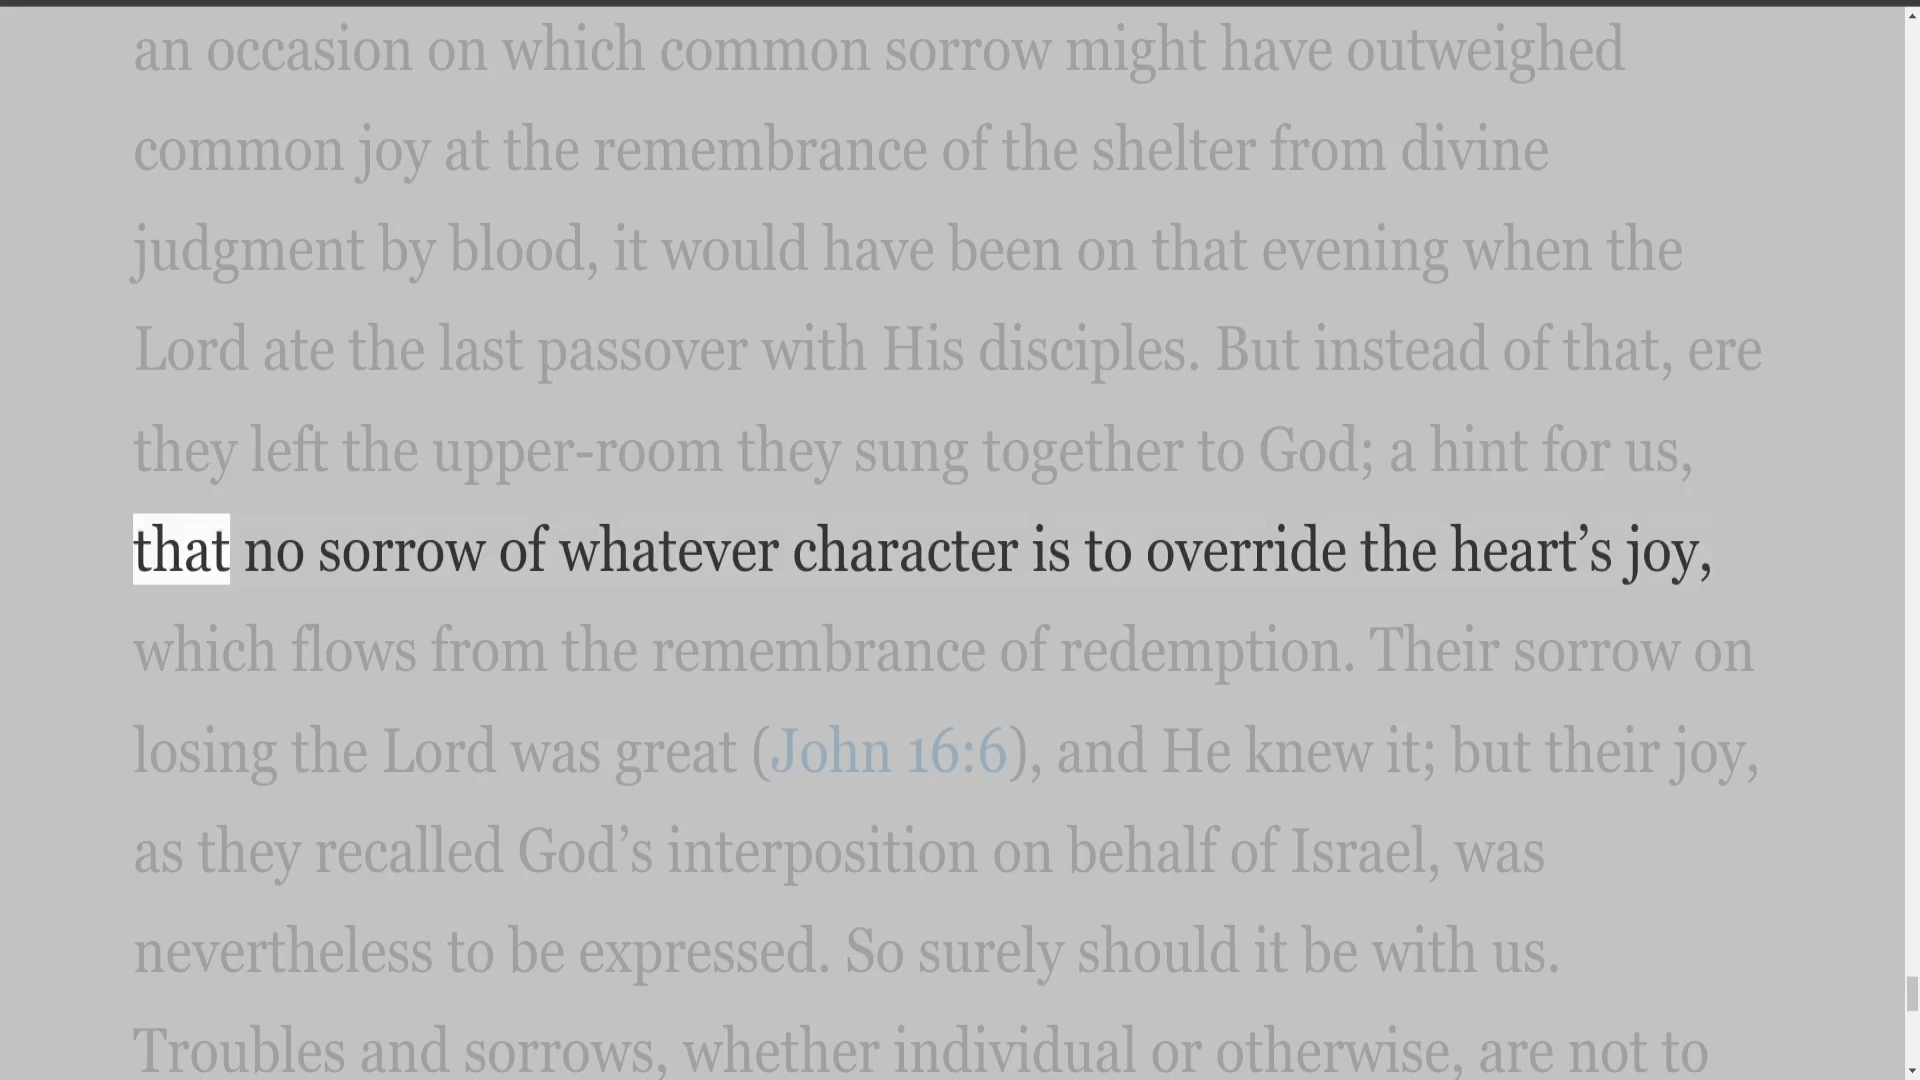 an occasion on which common sorrow might have outweighed
common joy at the remembrance of the shelter from divine
judgment by blood, it would have been on that evening when the
Lord ate the last passover with His disciples. But instead of that, ere
they left the upper-room they sung together to God; a hint for us,
that no sorrow of whatever character is to override the heart’s joy,
which flows from the remembrance of redemption. Their sorrow on
losing the Lord was great (John 16:6), and He knew it; but their joy,
as they recalled God’s interposition on behalf of Israel, was
nevertheless to be expressed. So surely should it be with us.
Troubles and sorrows, whether individual or otherwise, are not to